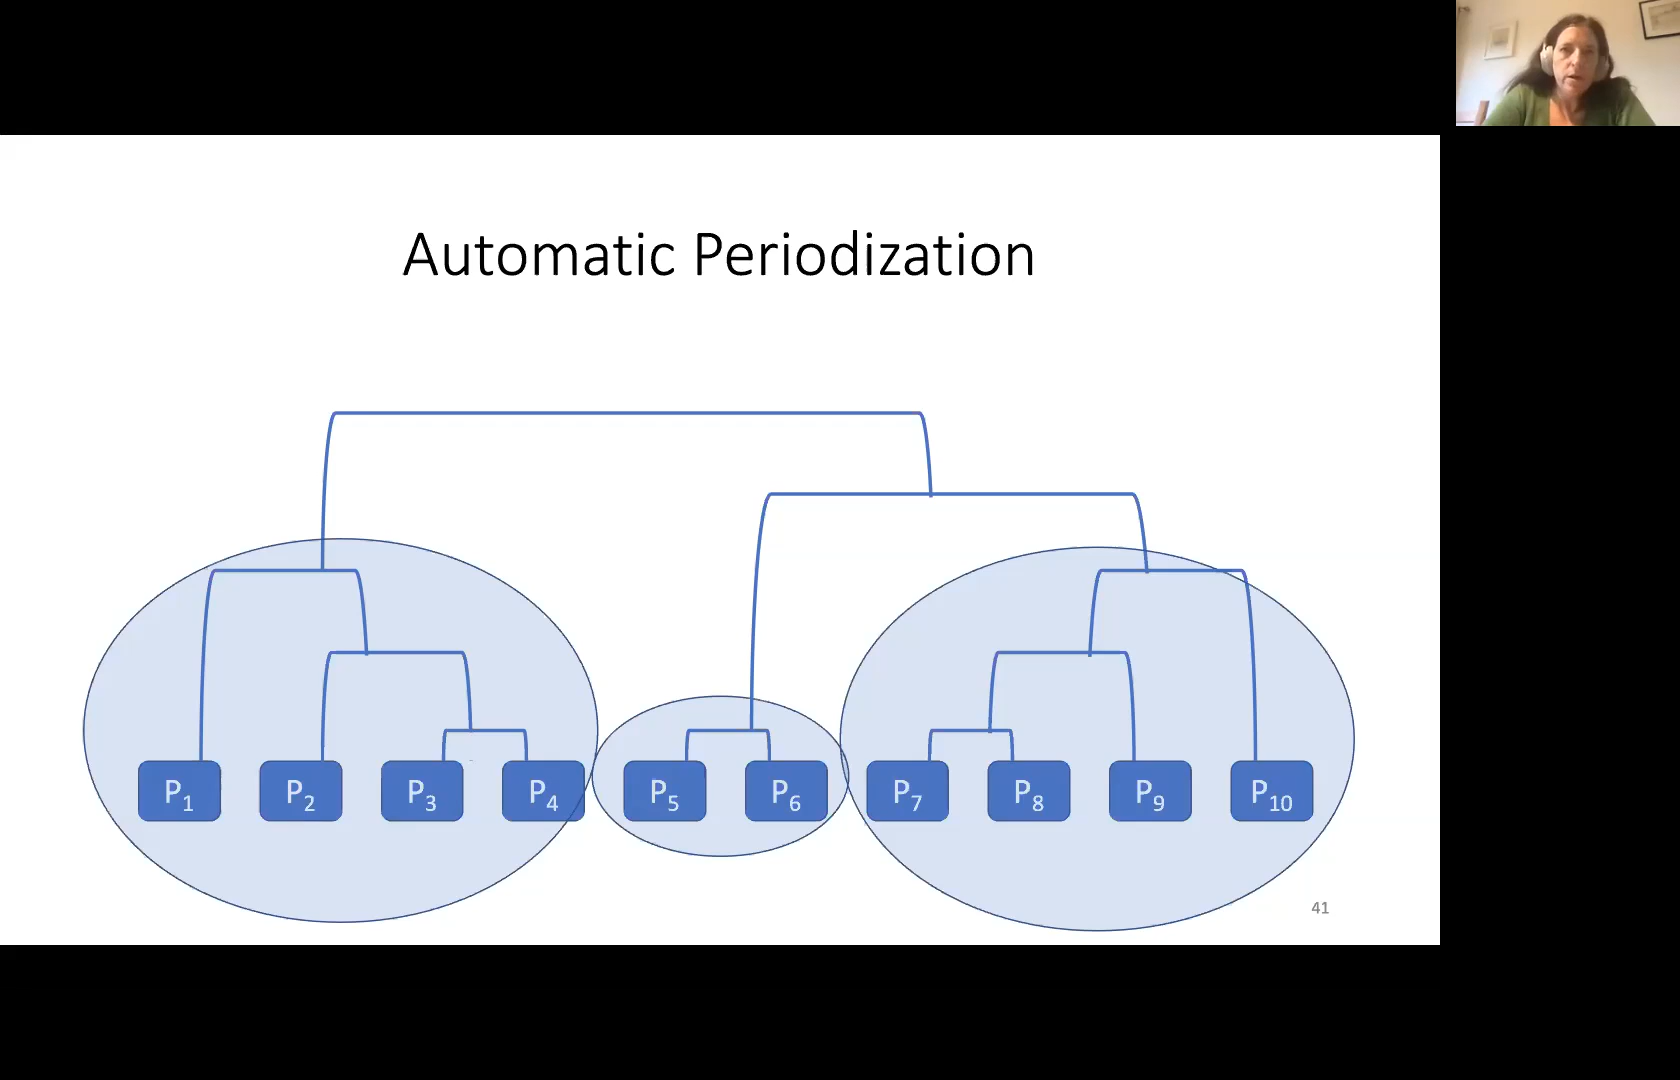 Automatic Periodization
P₁ P₂ P₃ P₄ P₅ P₆ P₇ P₈ P₉ P₁₀
41